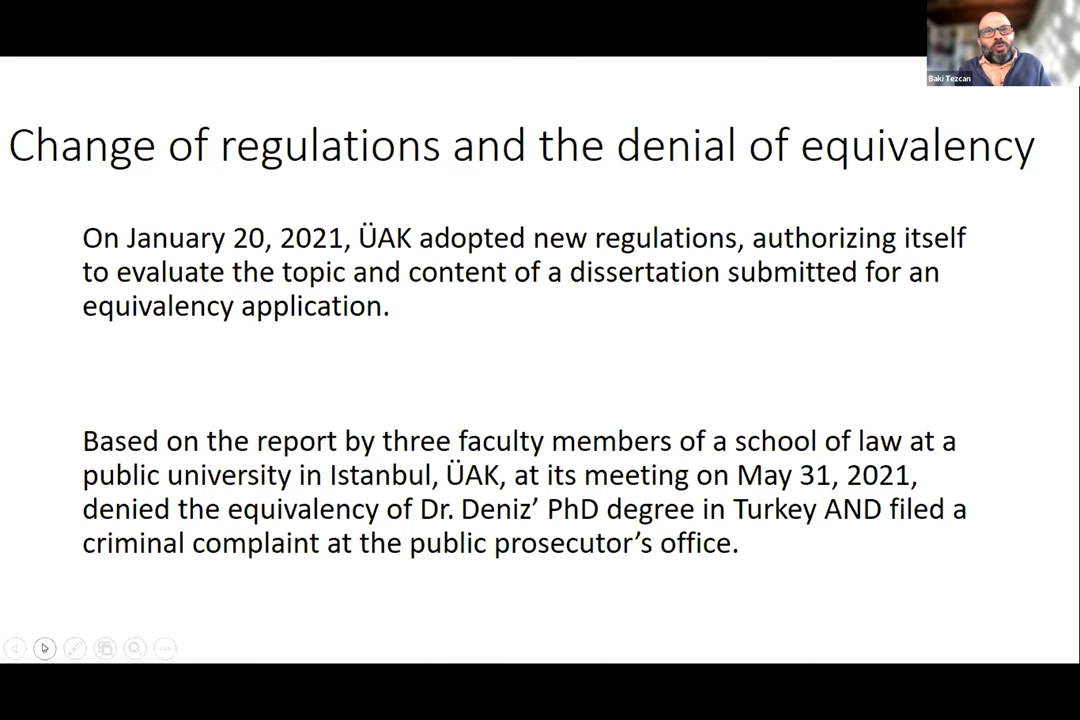 Baki Tezcan
Change of regulations and the denial of equivalency
On January 20, 2021, ÜAK adopted new regulations, authorizing itself
to evaluate the topic and content of a dissertation submitted for an
equivalency application.
Based on the report by three faculty members of a school of law at a
public university in Istanbul, ÜAK, at its meeting on May 31, 2021,
denied the equivalency of Dr. Deniz’ PhD degree in Turkey AND filed a
criminal complaint at the public prosecutor’s office.